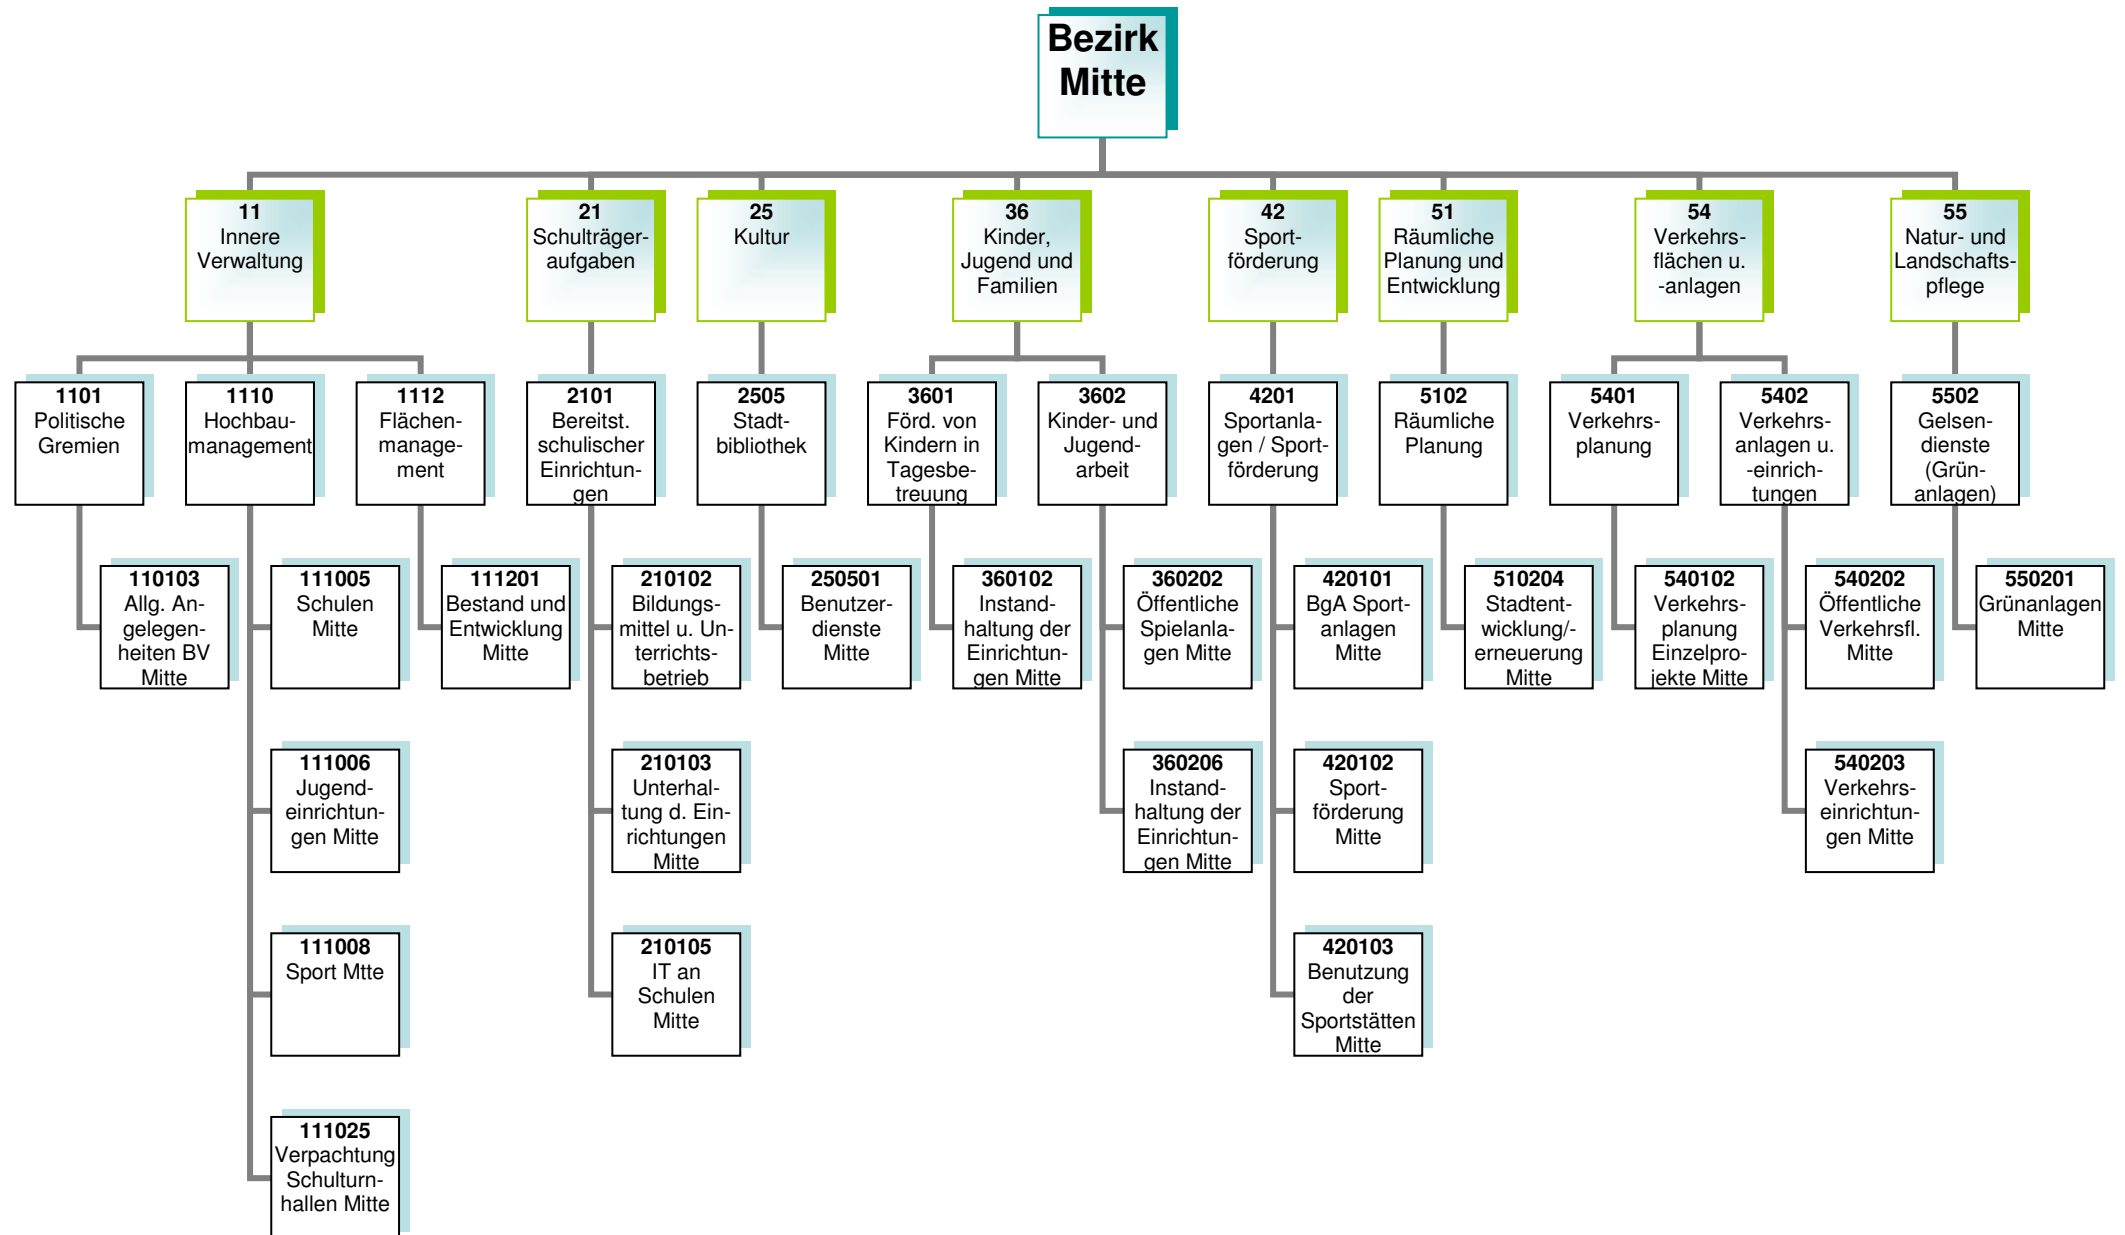 Bezirk
Mitte
11
Innere
Verwaltung
21
Schulträger-
aufgaben
25
Kultur
36
Kinder,
Jugend und
Familien
42
Sport-
förderung
51
Räumliche
Planung und
Entwicklung
54
Verkehrs-
flächen u.
-anlagen
55
Natur- und
Landschafts-
pflege
1101
Politische
Gremien
1110
Hochbau-
management
1112
Flächen-
manage-
ment
2101
Bereitst.
schulischer
Einrichtun-
gen
2505
Stadt-
bibliothek
3601
Förd. von
Kindern in
Tagesbe-
treuung
3602
Kinder- und
Jugend-
arbeit
4201
Sportanla-
gen / Sport-
förderung
5102
Räumliche
Planung
5401
Verkehrs-
planung
5402
Verkehrs-
anlagen u.
-einrich-
tungen
5502
Gelsen-
dienste
(Grün-
anlagen)
110103
Allg. An-
gelegen-
heiten BV
Mitte
111005
Schulen
Mitte
111201
Bestand und
Entwicklung
Mitte
210102
Bildungs-
mittel u. Un-
terrichts-
betrieb
250501
Benutzer-
dienste
Mitte
360102
Instand-
haltung der
Einrichtun-
gen Mitte
360202
Öffentliche
Spielanla-
gen Mitte
420101
BgA Sport-
anlagen
Mitte
510204
Stadtent-
wicklung/-
erneuerung
Mitte
540102
Verkehrs-
planung
Einzelpro-
jekte Mitte
540202
Öffentliche
Verkehrsfl.
Mitte
550201
Grünanlagen
Mitte
111006
Jugend-
einrichtun-
gen Mitte
210103
Unterhal-
tung d. Ein-
richtungen
Mitte
360206
Instand-
haltung der
Einrichtun-
gen Mitte
420102
Sport-
förderung
Mitte
540203
Verkehrs-
einrichtun-
gen Mitte
111008
Sport Mtte
210105
IT an
Schulen
Mitte
420103
Benutzung
der
Sportstätten
Mitte
111025
Verpachtung
Schulturn-
hallen Mitte